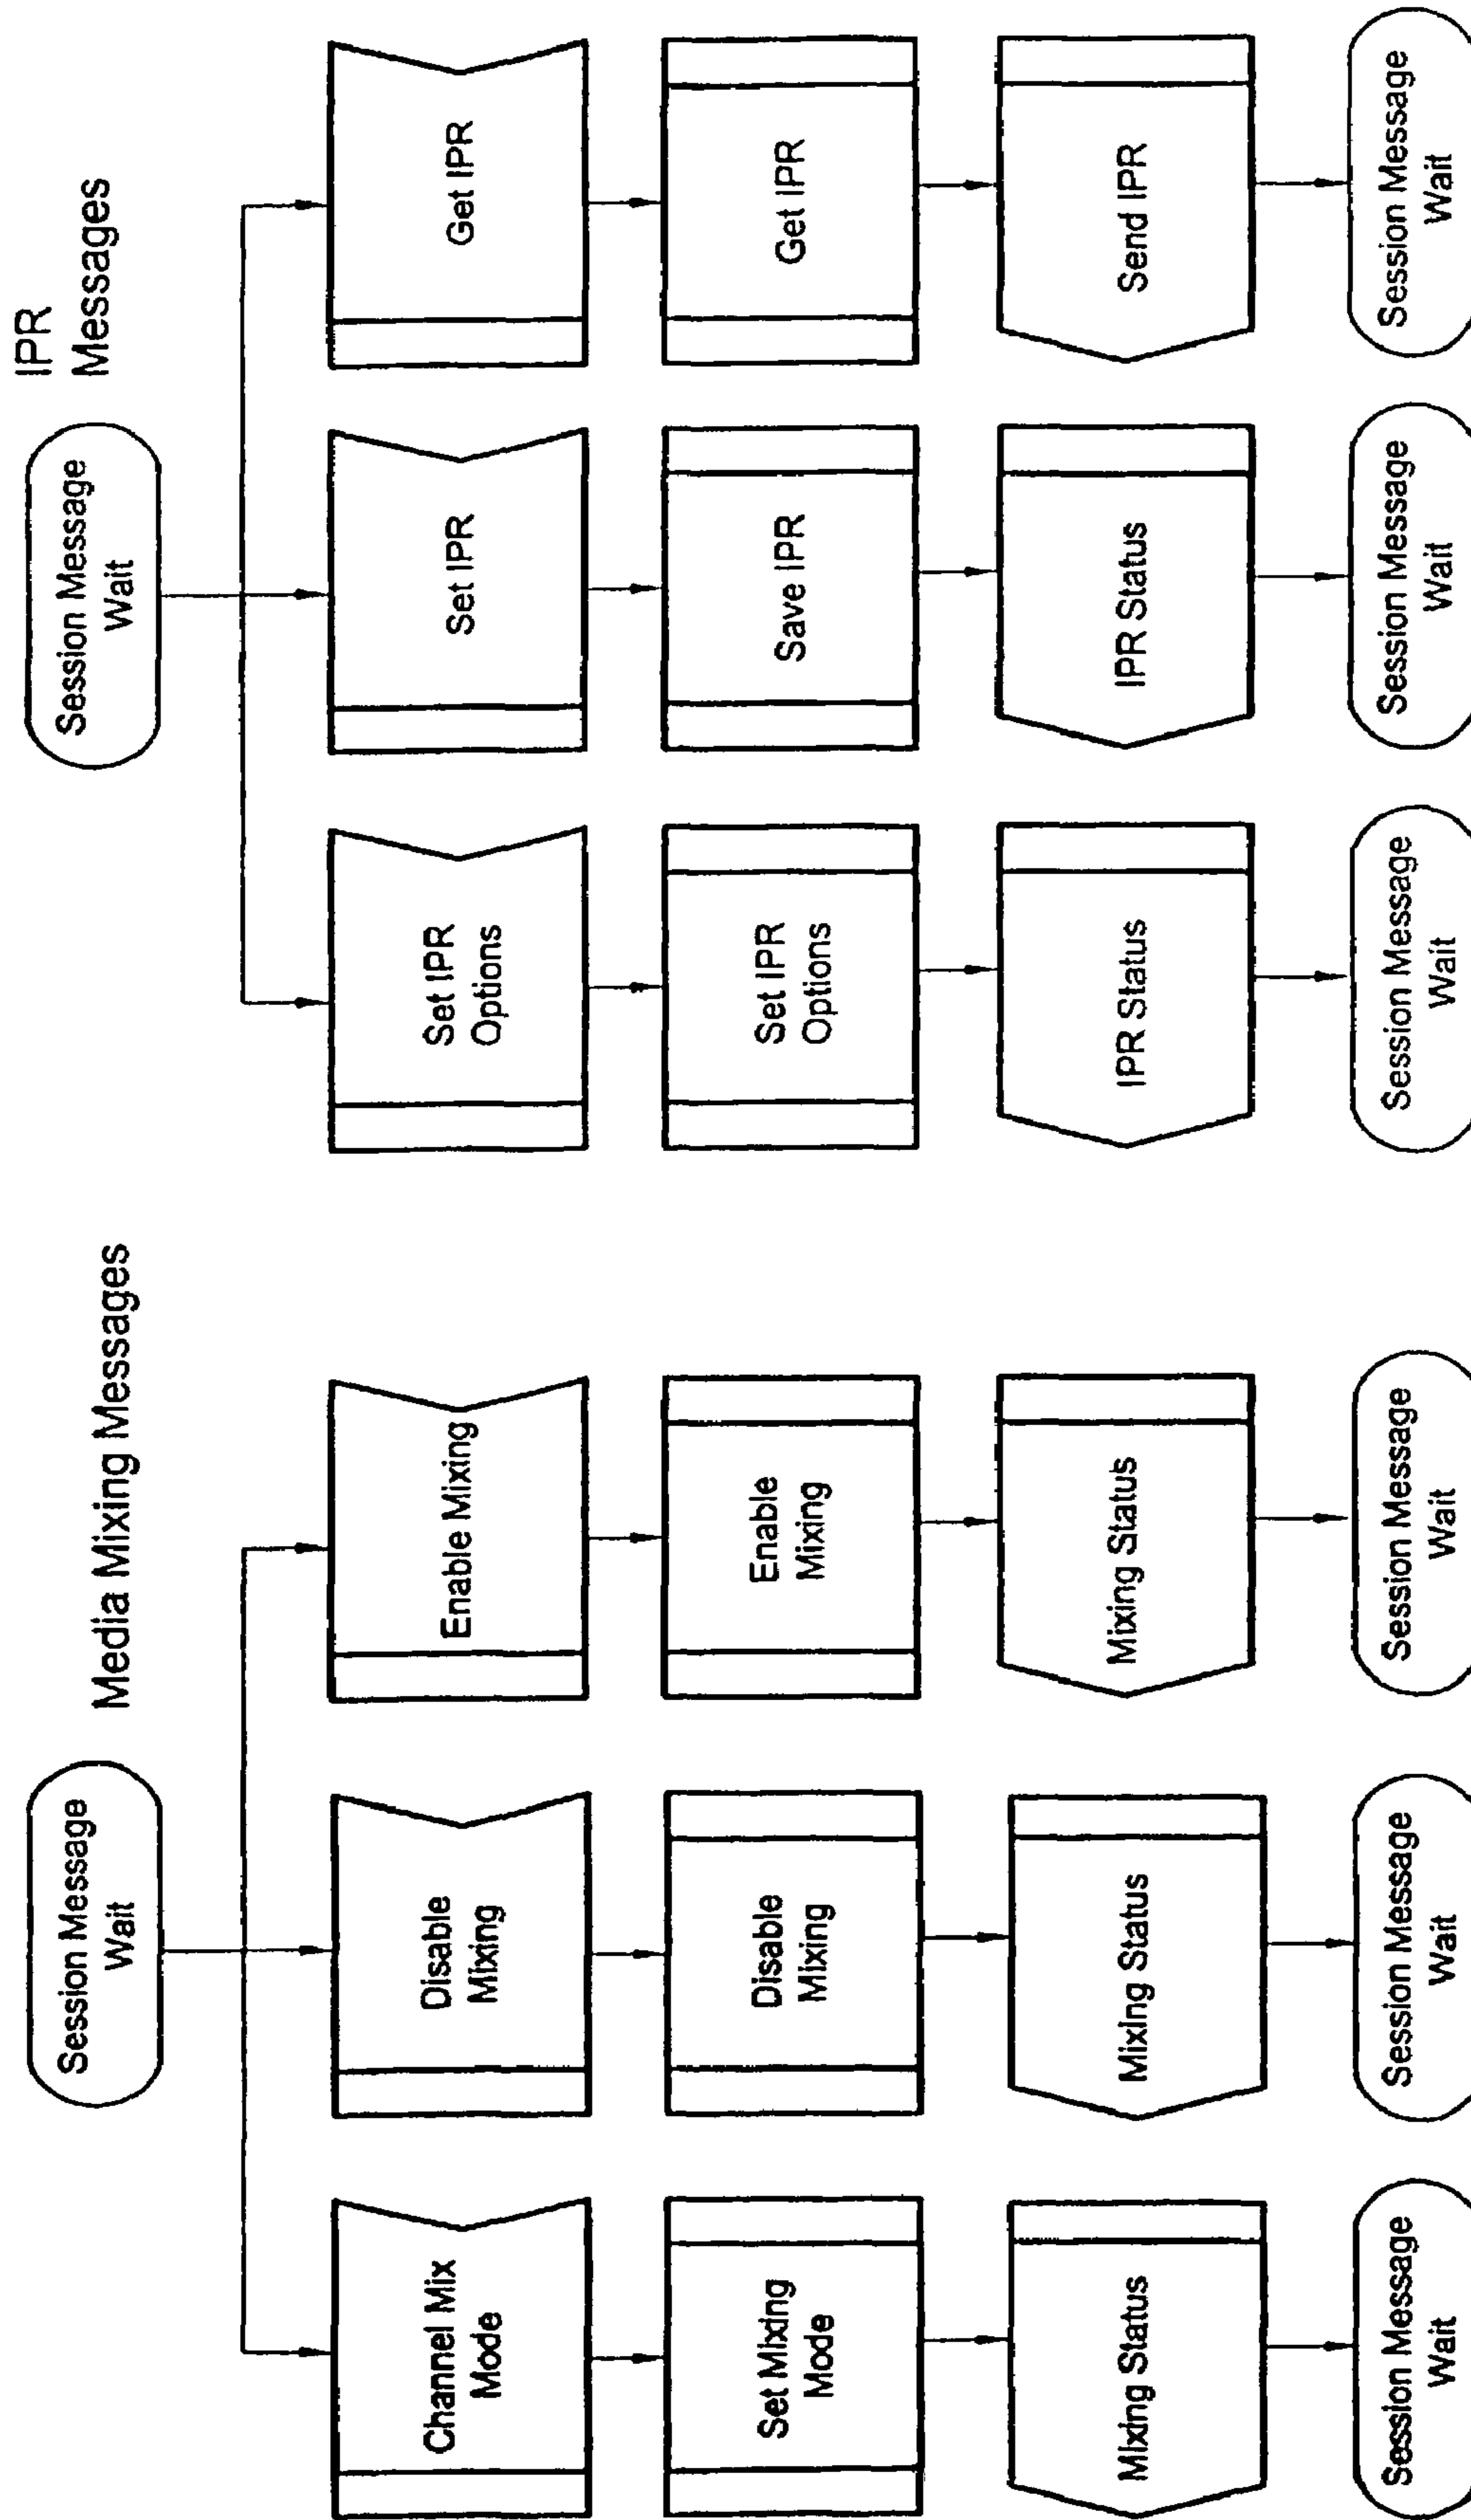 Media Mixing Messages
Session Message
Wait
Channel Mix
Mode
Disable
Mixing
Enable Mixing
Set Mixing
Mode
Disable
Mixing
Enable
Mixing
Mixing Status
Mixing Status
Mixing Status
Session Message
Wait
Session Message
Wait
Session Message
Wait
IPR
Messages
Session Message
Wait
Set IPR
Options
Set IPR
Get IPR
Set IPR
Options
Save IPR
Get IPR
IPR Status
IPR Status
Send IPR
Session Message
Wait
Session Message
Wait
Session Message
Wait